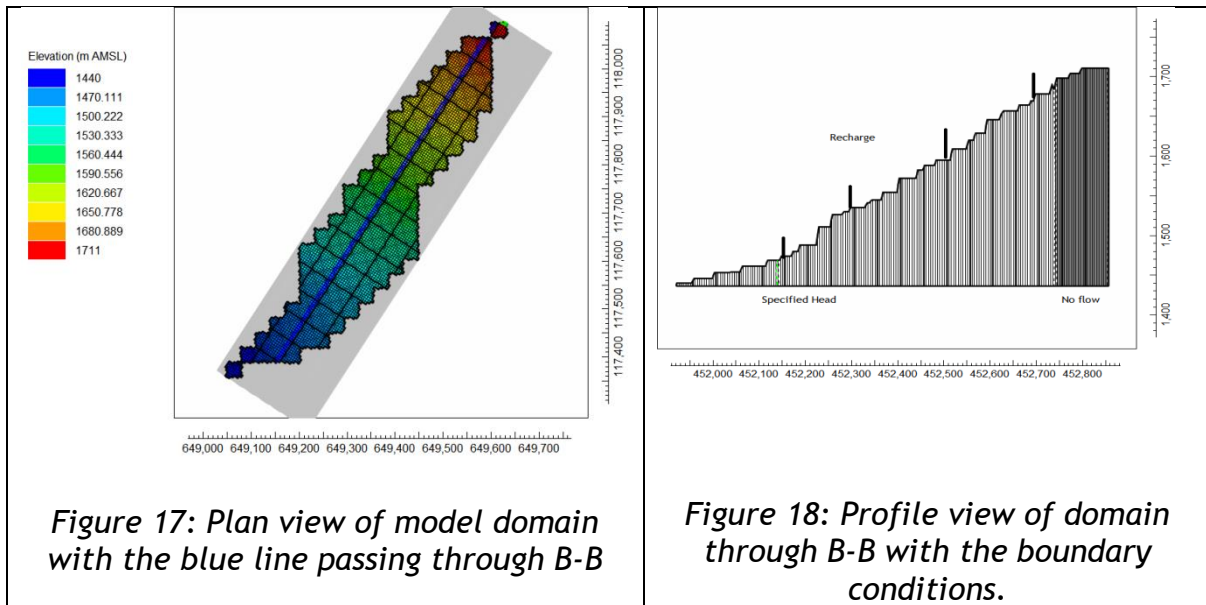 Elevation (m AMSL)
1440
1470.111
1500.222
1530.333
1560.444
1590.556
1620.667
1650.778
1680.889
1711
118,000
117,900
117,800
117,700
117,600
117,500
117,400
649,000 649,100 649,200 649,300 649,400 649,500 649,600 649,700
Figure 17: Plan view of model domain
with the blue line passing through B-B
Recharge
Specified Head
No flow
1,700
1,600
1,500
1,400
452,000 452,100 452,200 452,300 452,400 452,500 452,600 452,700 452,800
Figure 18: Profile view of domain
through B-B with the boundary
conditions.